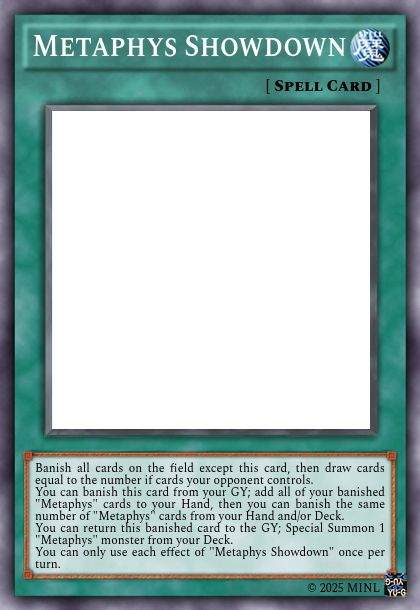 METAPHYS SHOWDOWN 魔
[ SPELL CARD ]
Banish all cards on the field except this card, then draw cards
equal to the number if cards your opponent controls.
You can banish this card from your GY; add all of your banished
"Metaphys" cards to your Hand, then you can banish the same
number of "Metaphys" cards from your Hand and/or Deck.
You can return this banished card to the GY; Special Summon 1
"Metaphys" monster from your Deck.
You can only use each effect of "Metaphys Showdown" once per
turn.
© 2025 MINL